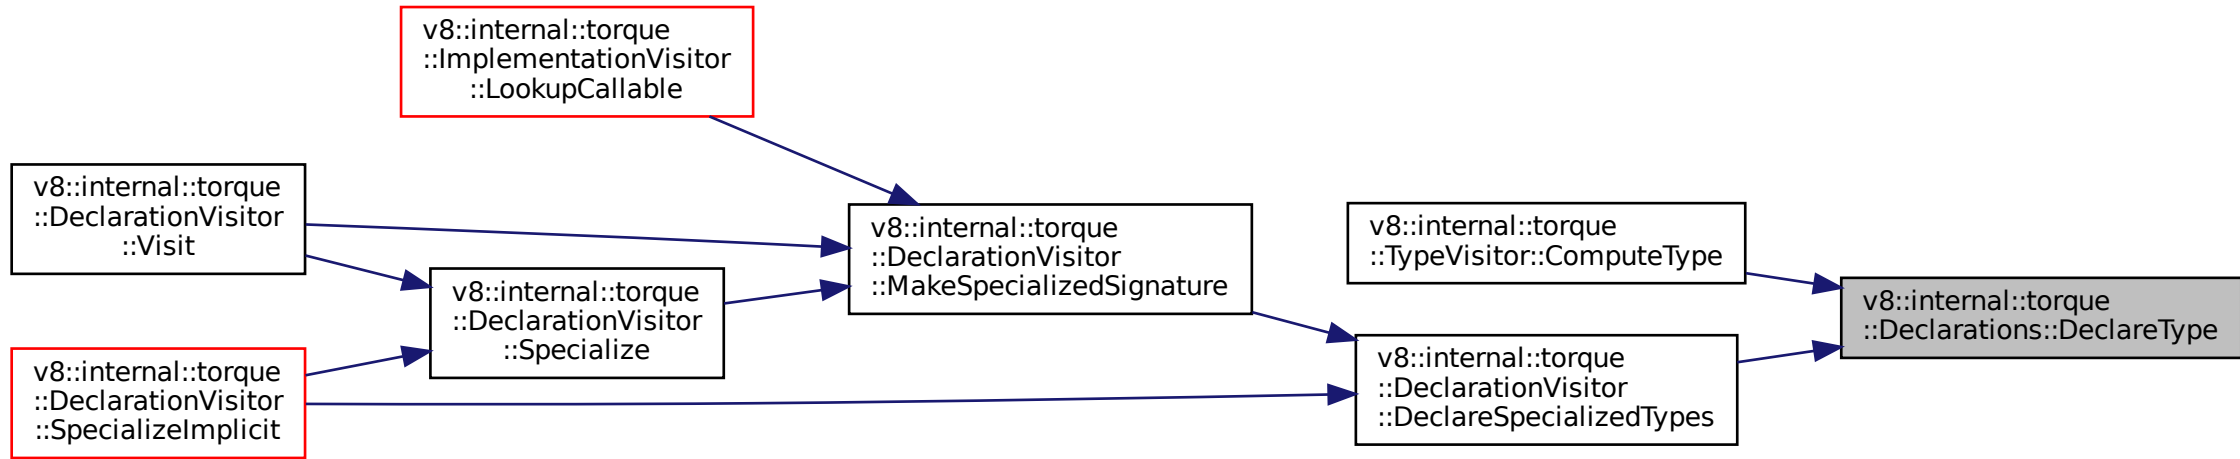 v8::internal::torque
::ImplementationVisitor
::LookupCallable
v8::internal::torque
::DeclarationVisitor
::Visit
v8::internal::torque
::DeclarationVisitor
::MakeSpecializedSignature
v8::internal::torque
::TypeVisitor::ComputeType
v8::internal::torque
::DeclarationVisitor
::Specialize
v8::internal::torque
::Declarations::DeclareType
v8::internal::torque
::DeclarationVisitor
::SpecializeImplicit
v8::internal::torque
::DeclarationVisitor
::DeclareSpecializedTypes